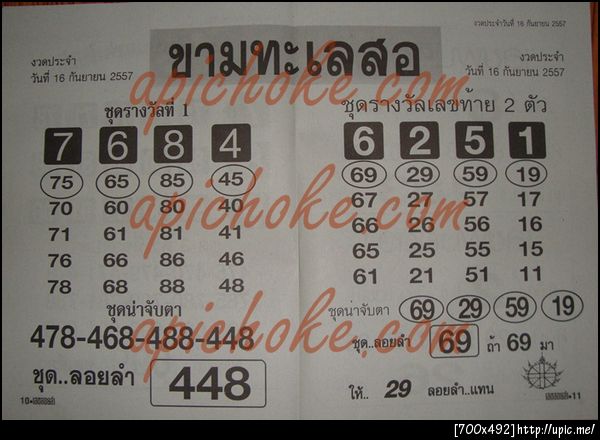 งวดประจำวันที่ 16 กันยายน 2557
ขามทะเลสอ
งวดประจำ
วันที่ 16 กันยายน 2557
งวดประจำ
วันที่ 16 กันยายน 2557
apichoke.com
ชุดรางวัลที่ 1
7 6 8 4
75 65 85 45
70 60 80 40
71 61 81 41
76 66 86 46
78 68 88 48
ชุดน่าจับตา
478-468-488-448
ชุด..ลอยลำ 448
10
ชุดรางวัลเลขท้าย 2 ตัว
6 2 5 1
69 29 59 19
67 27 57 17
66 26 56 16
65 25 55 15
61 21 51 11
ชุดน่าจับตา 69 29 59 19
ชุด..ลอยลำ 69 ถ้า 69 มา
ให้.. 29 ลอยลำ..แทน
11
apichoke.com
apichoke.com
[700x492]http://upic.me/